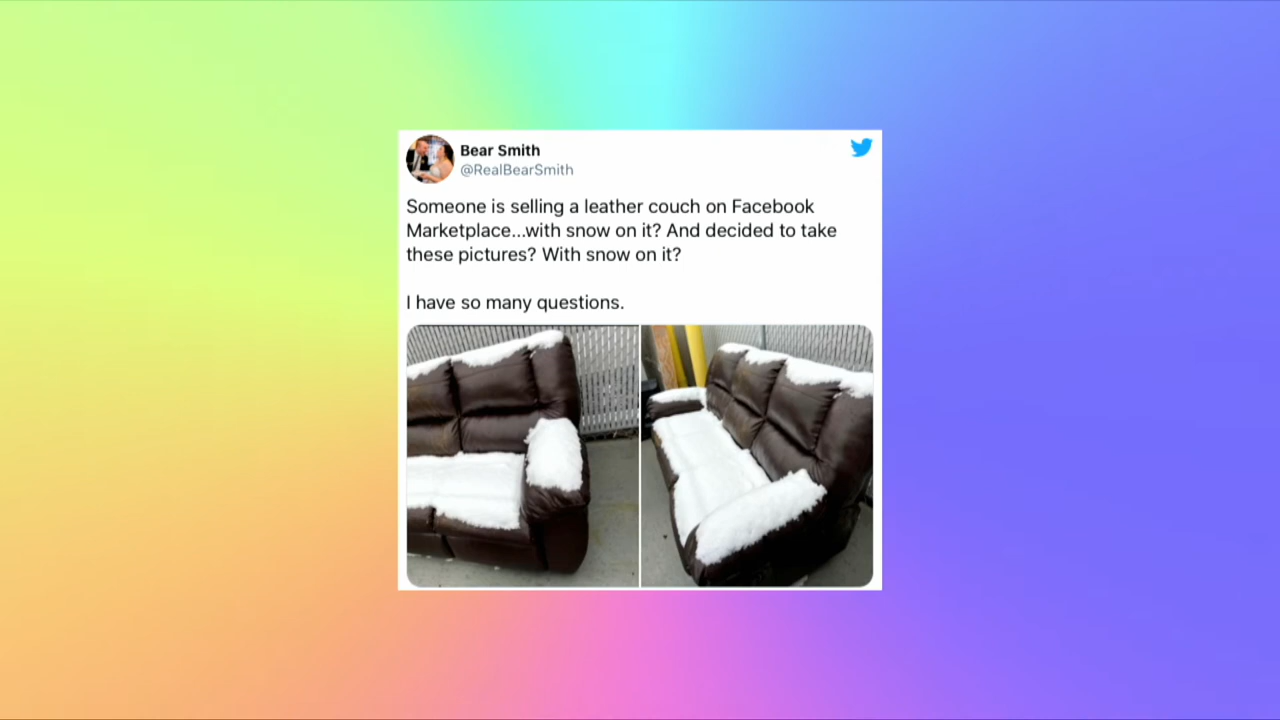 Bear Smith
@RealBearSmith
Someone is selling a leather couch on Facebook
Marketplace...with snow on it? And decided to take
these pictures? With snow on it?
I have so many questions.